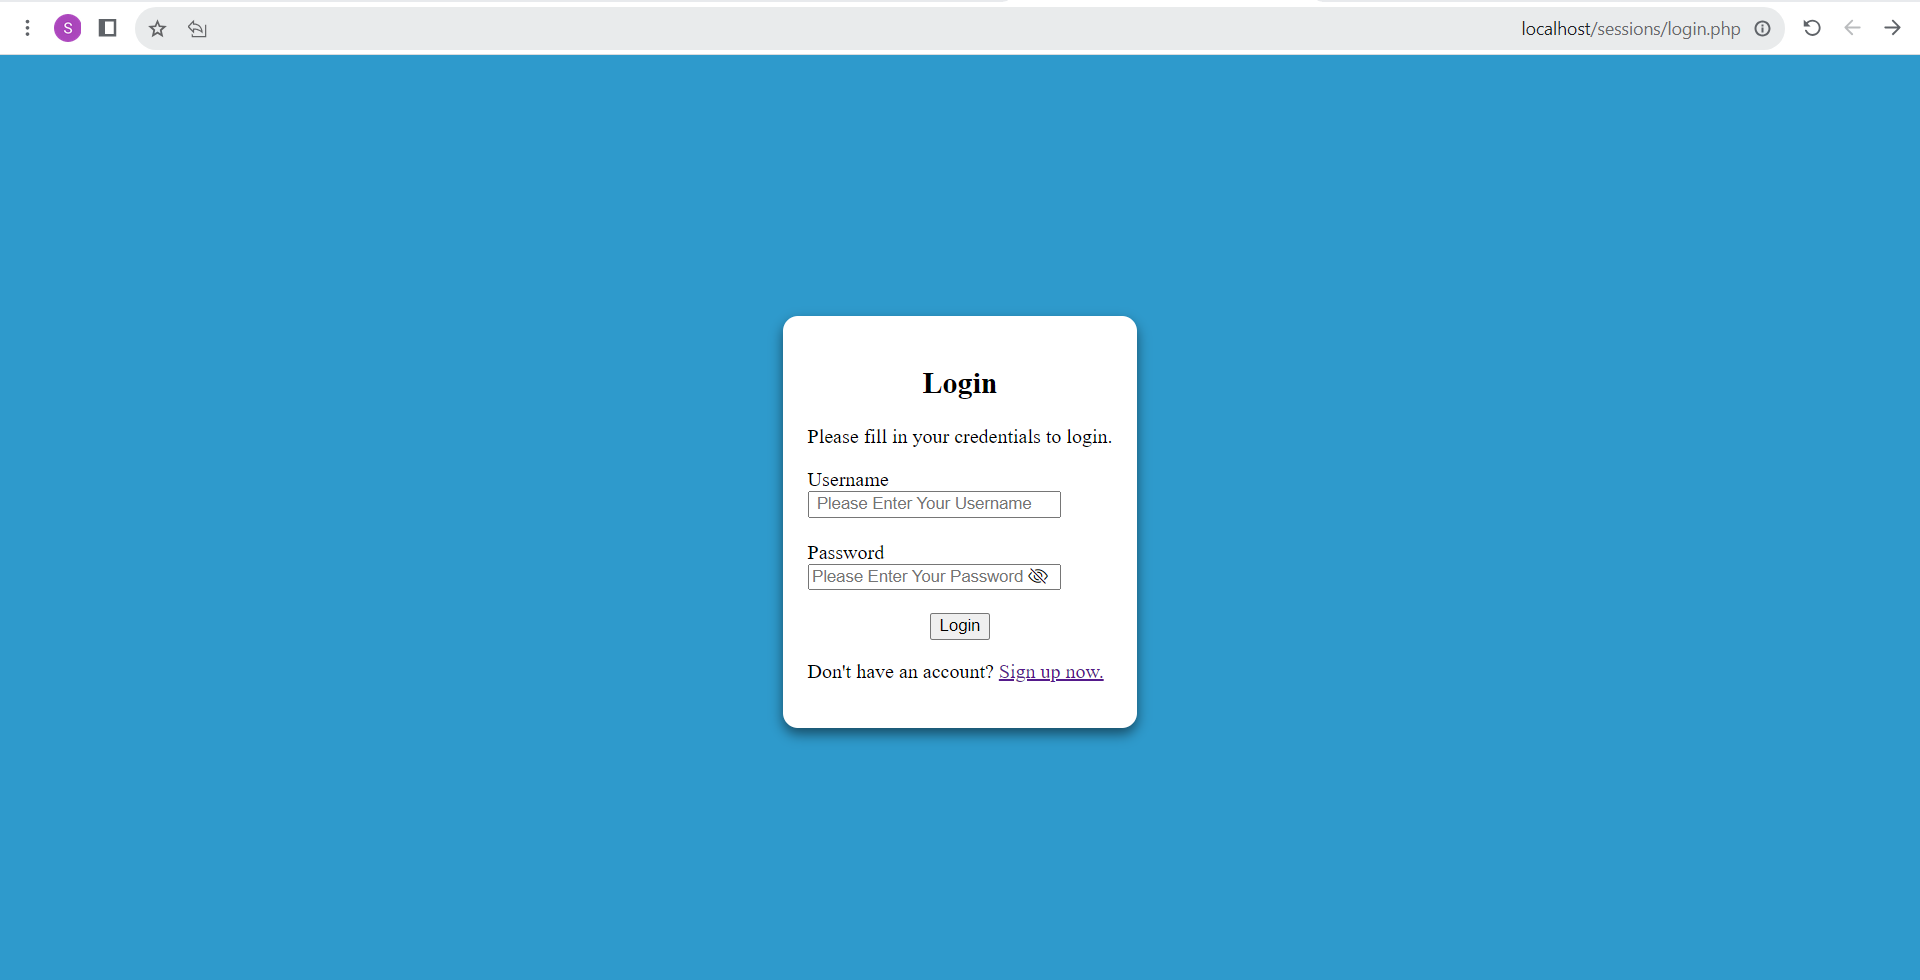 S
localhost/sessions/login.php
Login
Please fill in your credentials to login.
Username
Please Enter Your Username
Password
Please Enter Your Password
Login
Don't have an account? Sign up now.